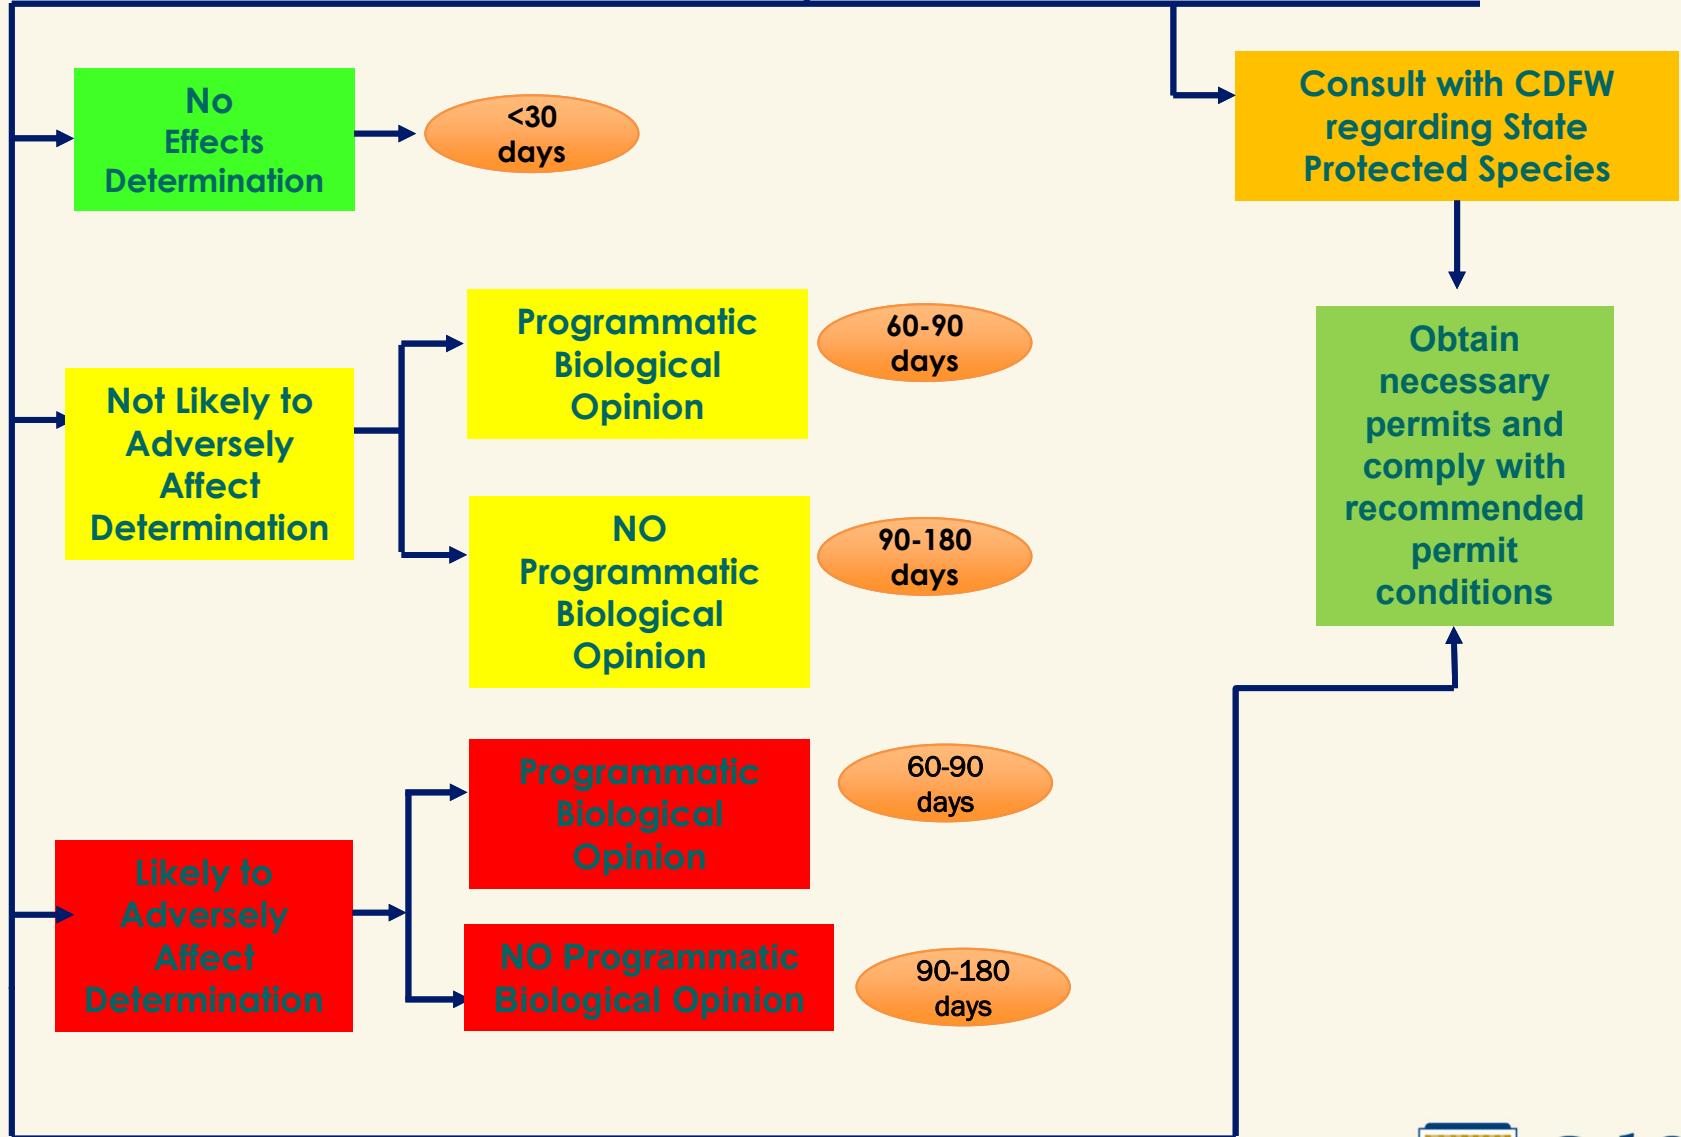 No
Effects
Determination
<30
days
Consult with CDFW
regarding State
Protected Species
Programmatic
Biological
Opinion
60-90
days
Not Likely to
Adversely
Affect
Determination
NO
Programmatic
Biological
Opinion
90-180
days
Obtain
necessary
permits and
comply with
recommended
permit
conditions
Programmatic
Biological
Opinion
60-90
days
Likely to
Adversely
Affect
Determination
NO Programmatic
Biological Opinion
90-180
days